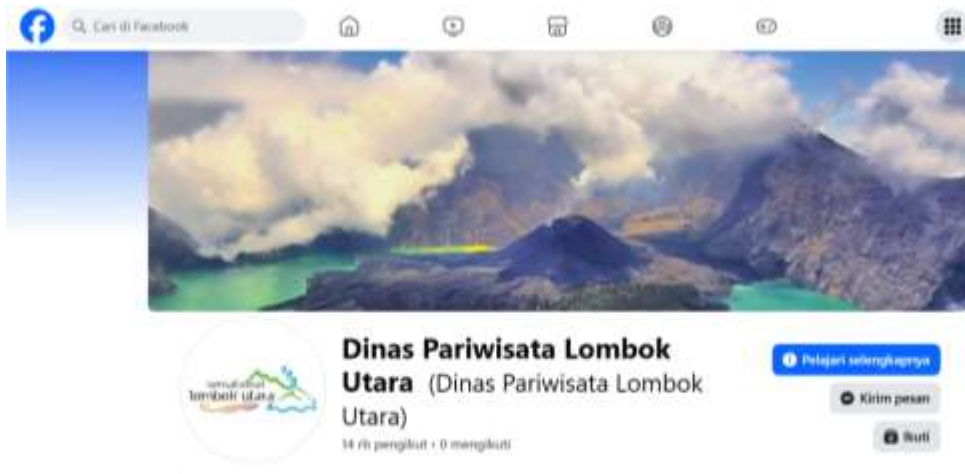 Cari di Facebook
Dinas Pariwisata Lombok
Utara (Dinas Pariwisata Lombok
Utara)
14 rb pengikut • 0 mengikuti
Pelajari selengkapnya
Kirim pesan
Ikuti
lombok utara